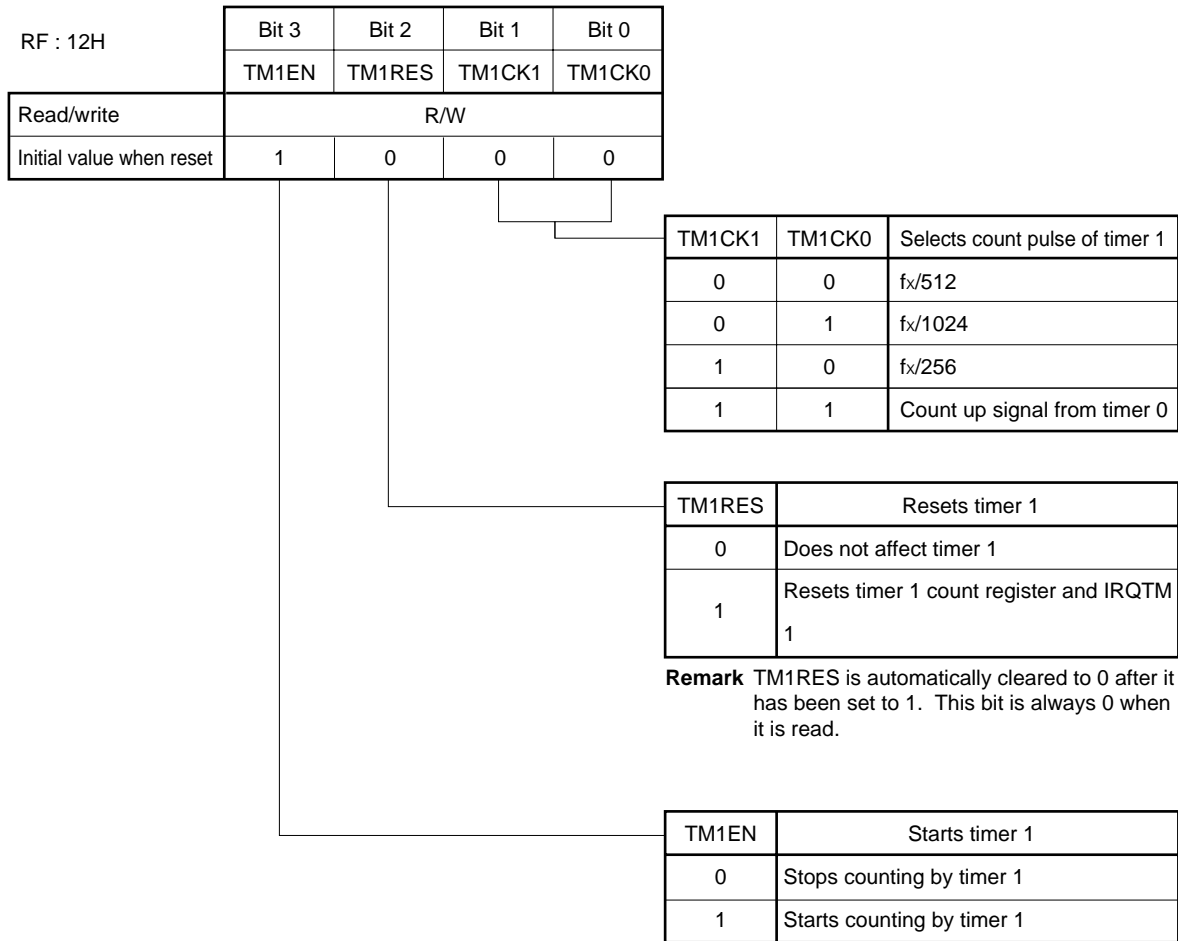 RF : 12H
Bit 3 Bit 2 Bit 1 Bit 0
TM1EN TM1RES TM1CK1 TM1CK0
Read/write R/W
Initial value when reset 1 0 0 0
TM1CK1 TM1CK0 Selects count pulse of timer 1
0 0 fX/512
0 1 fX/1024
1 0 fX/256
1 1 Count up signal from timer 0
TM1RES Resets timer 1
0 Does not affect timer 1
1 Resets timer 1 count register and IRQTM
1
Remark TM1RES is automatically cleared to 0 after it
has been set to 1. This bit is always 0 when
it is read.
TM1EN Starts timer 1
0 Stops counting by timer 1
1 Starts counting by timer 1